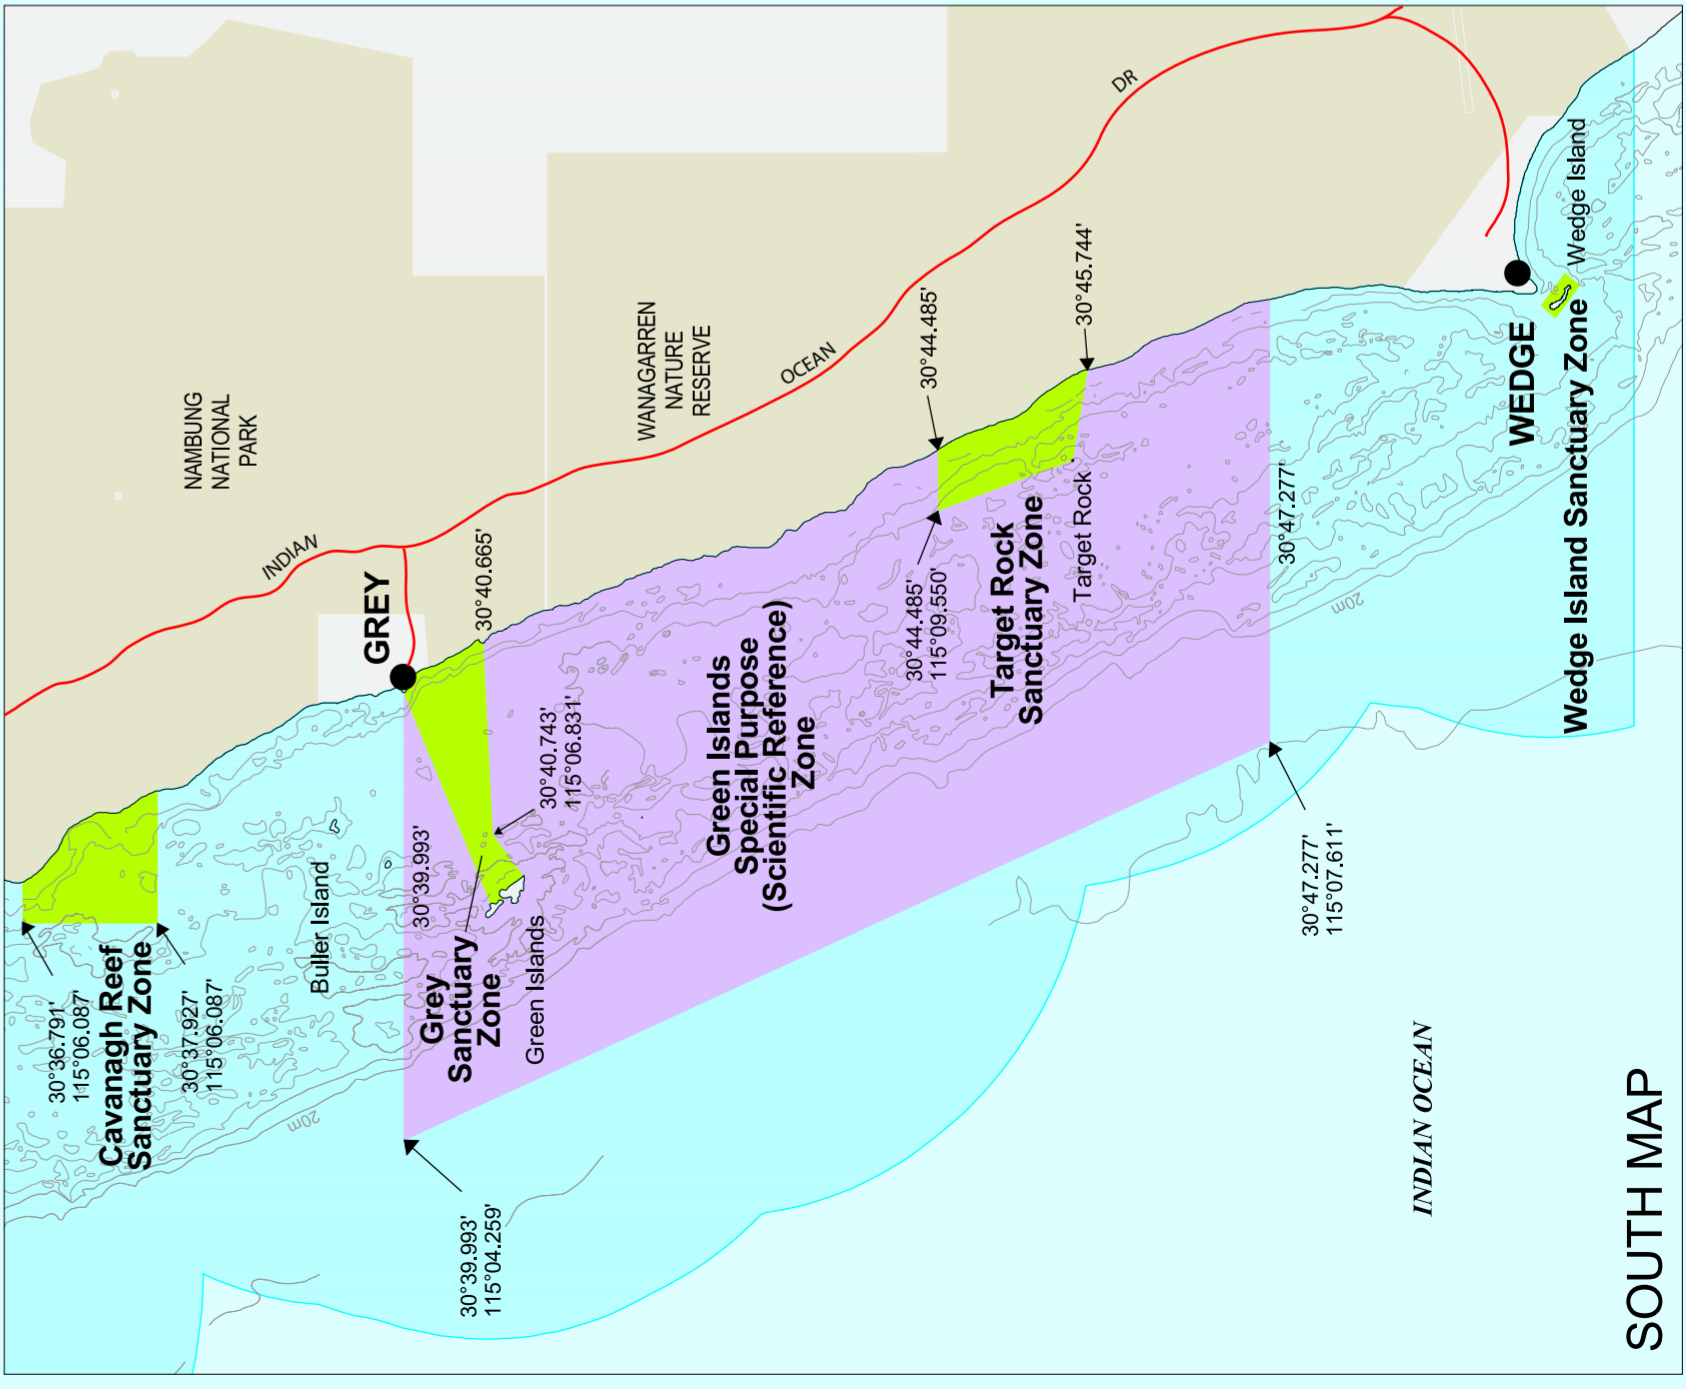 NAMBUNG
NATIONAL
PARK
INDIAN
OCEAN
DR
WANAGARREN
NATURE
RESERVE
GREY
30°40.665'
30°36.791'
115°06.087'
Cavanagh Reef
Sanctuary Zone
30°37.927'
115°06.087'
20m
Buller Island
30°39.993'
Grey
Sanctuary
Zone
Green Islands
30°40.743'
115°06.831'
30°39.993'
115°04.259'
Green Islands
Special Purpose
(Scientific Reference)
Zone
30°44.485'
30°45.744'
30°44.485'
115°09.550'
Target Rock
Sanctuary Zone
Target Rock
30°47.277'
20m
30°47.277'
115°07.611'
WEDGE
Wedge Island
Wedge Island Sanctuary Zone
INDIAN OCEAN
SOUTH MAP